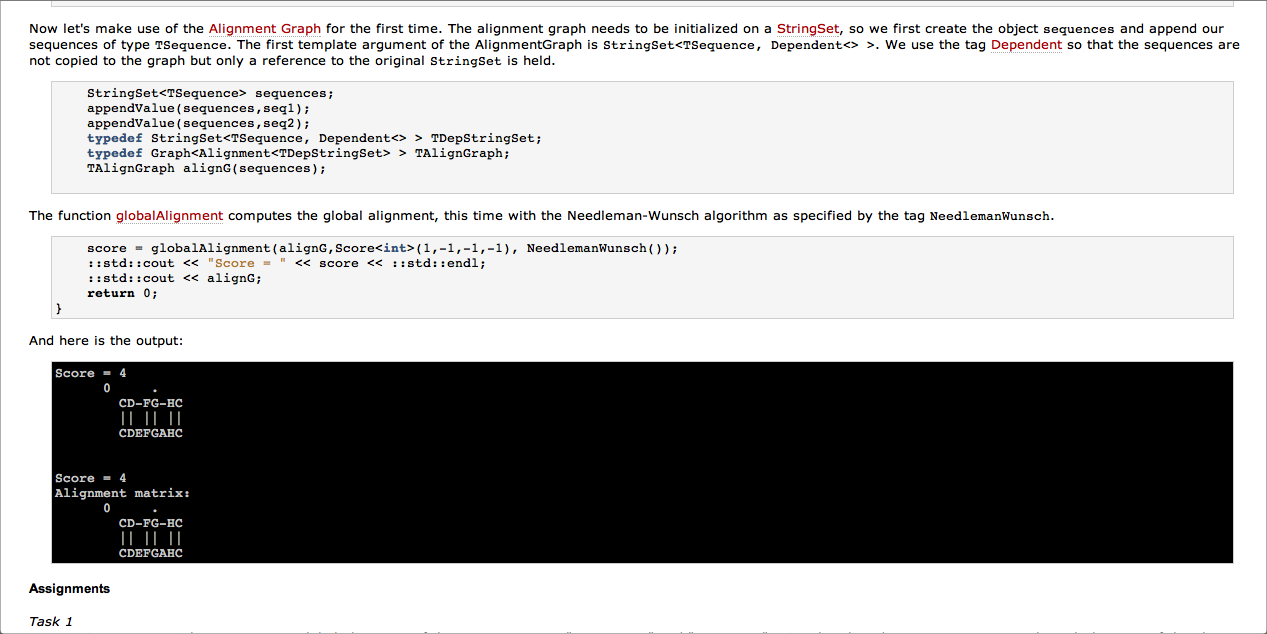 Now let's make use of the Alignment Graph for the first time. The alignment graph needs to be initialized on a StringSet, so we first create the object sequences and append our
sequences of type TSequence. The first template argument of the AlignmentGraph is StringSet<TSequence, Dependent<> >. We use the tag Dependent so that the sequences are
not copied to the graph but only a reference to the original StringSet is held.
StringSet<TSequence> sequences;
appendValue(sequences,seq1);
appendValue(sequences,seq2);
typedef StringSet<TSequence, Dependent<> > TDepStringSet;
typedef Graph<Alignment<TDepStringSet> > TAlignGraph;
TAlignGraph alignG(sequences);
The function globalAlignment computes the global alignment, this time with the Needleman-Wunsch algorithm as specified by the tag NeedlemanWunsch.
score = globalAlignment(alignG,Score<int>(1,-1,-1,-1), NeedlemanWunsch());
::std::cout << "Score = " << score << ::std::endl;
::std::cout << alignG;
return 0;
}
And here is the output:
Score = 4
0 .
CD-FG-HC
|| || ||
CDEFGAHC
Score = 4
Alignment matrix:
0 .
CD-FG-HC
|| || ||
CDEFGAHC
Assignments
Task 1